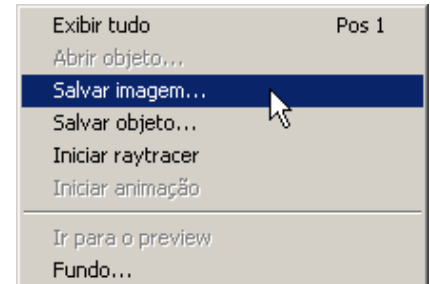 Exibir tudo Pos 1
Abrir objeto...
Salvar imagem...
Salvar objeto...
Iniciar raytracer
Iniciar animação
Ir para o preview
Fundo...